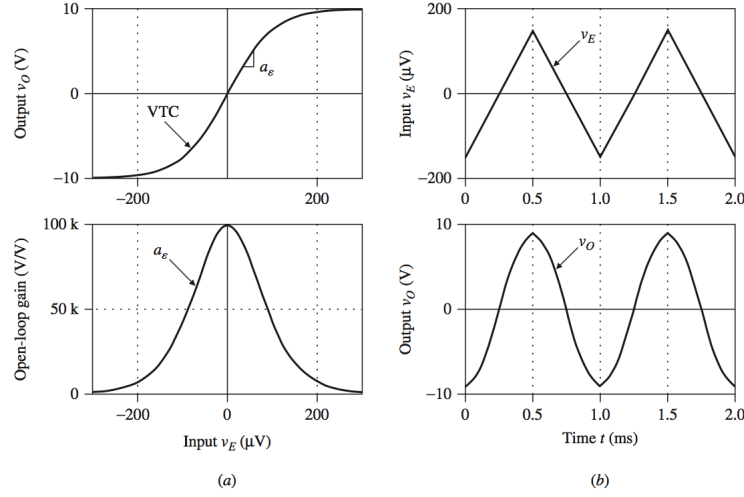 10
0
−10
Output v_O (V)
VTC
a_ε
−200
200
100 k
50 k
0
Open-loop gain (V/V)
a_ε
−200
0
200
Input v_E (μV)
(a)
200
0
−200
Input v_E (μV)
v_E
0
0.5
1.0
1.5
2.0
10
0
−10
Output v_O (V)
v_O
0
0.5
1.0
1.5
2.0
Time t (ms)
(b)